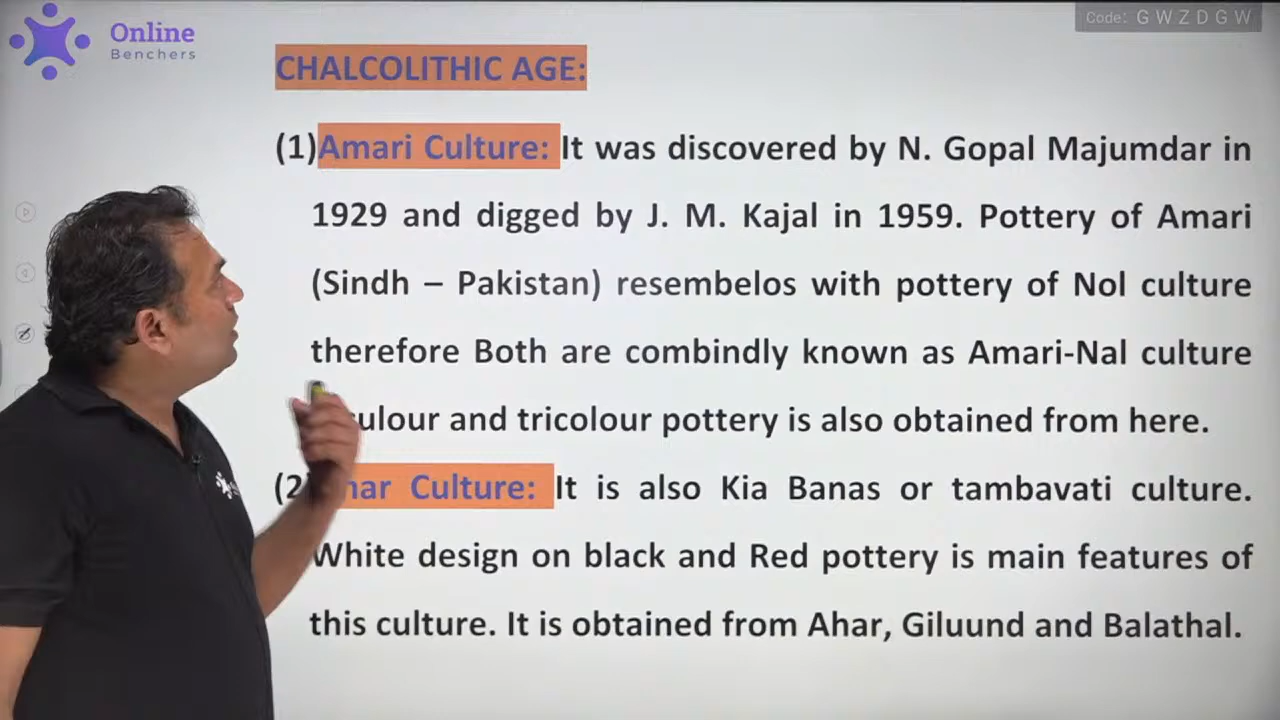 Online
Benchers
Code: G W Z D G W
CHALCOLITHIC AGE:
(1)Amari Culture: It was discovered by N. Gopal Majumdar in
1929 and digged by J. M. Kajal in 1959. Pottery of Amari
(Sindh – Pakistan) resembelos with pottery of Nol culture
therefore Both are combindly known as Amari-Nal culture
and tricolour pottery is also obtained from here.
Culture: It is also Kia Banas or tambavati culture.
White design on black and Red pottery is main features of
this culture. It is obtained from Ahar, Giluund and Balathal.